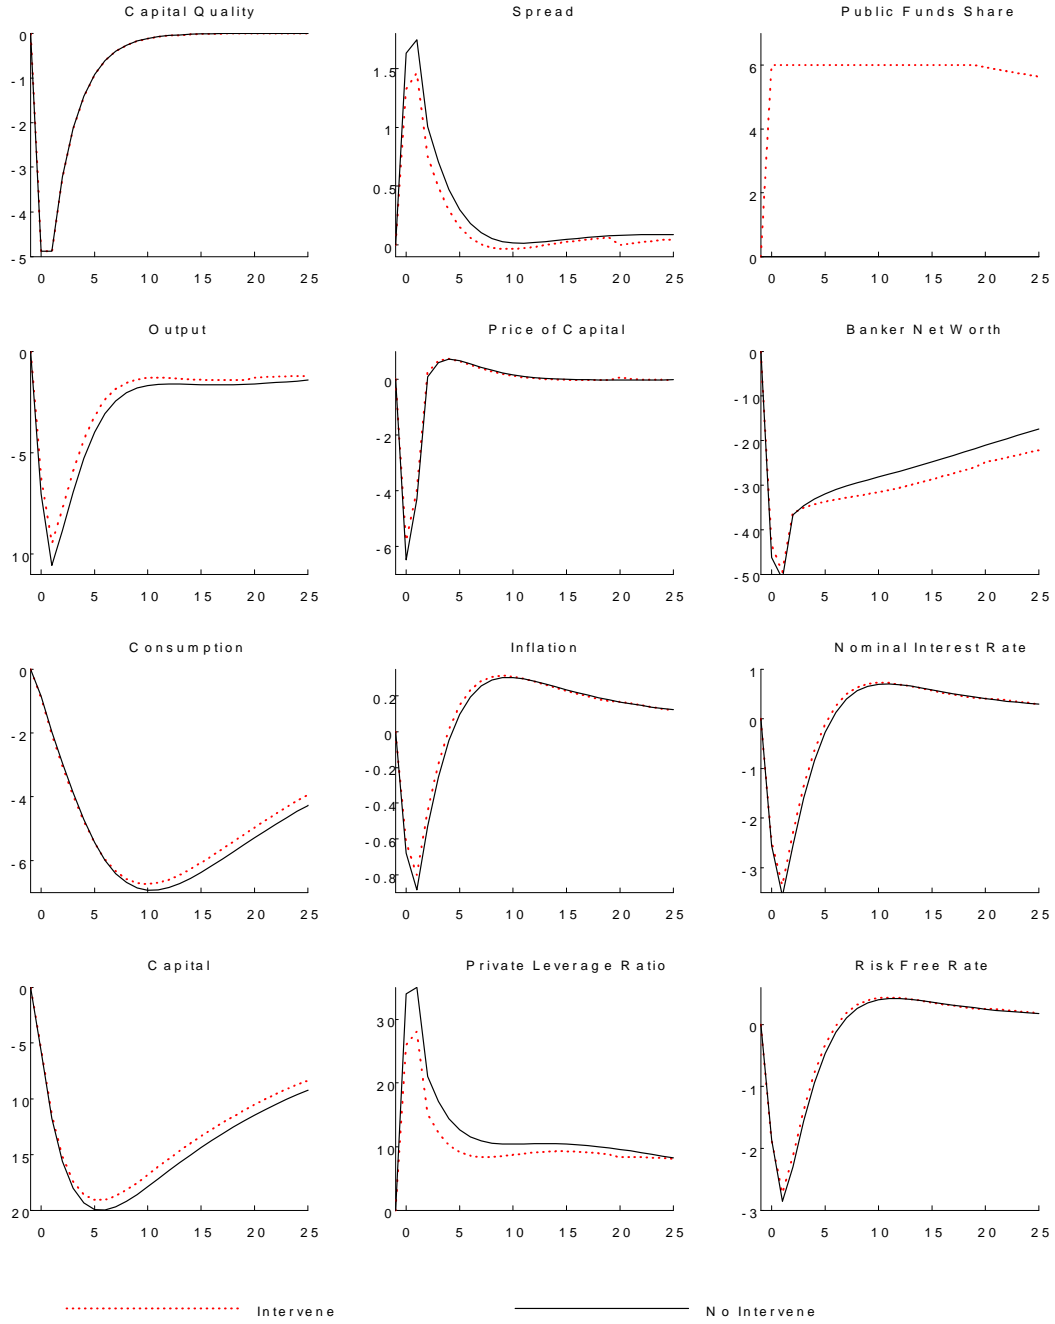 Capital Quality
0
-1
-2
-3
-4
-5
0 5 10 15 20 25
Spread
1.5
1
0.5
0
0 5 10 15 20 25
Public Funds Share
6
4
2
0
0 5 10 15 20 25
Output
0
-5
10
0 5 10 15 20 25
Price of Capital
0
-2
-4
-6
0 5 10 15 20 25
Banker Net Worth
0
-10
-20
-30
-40
-50
0 5 10 15 20 25
Consumption
0
-2
-4
-6
0 5 10 15 20 25
Inflation
0.2
0
-0.2
-0.4
-0.6
-0.8
0 5 10 15 20 25
Nominal Interest Rate
1
0
-1
-2
-3
0 5 10 15 20 25
Capital
0
-5
10
15
20
0 5 10 15 20 25
Private Leverage Ratio
30
20
10
0
0 5 10 15 20 25
Risk Free Rate
0
-1
-2
-3
0 5 10 15 20 25
Intervene
No Intervene